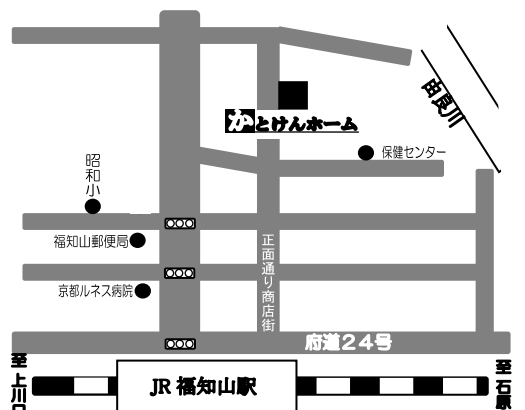 由良川
かとけんホーム
保健センター
昭和小
福知山郵便局
正面通り商店街
京都ルネス病院
府道24号
至上川口
JR 福知山駅
至石原